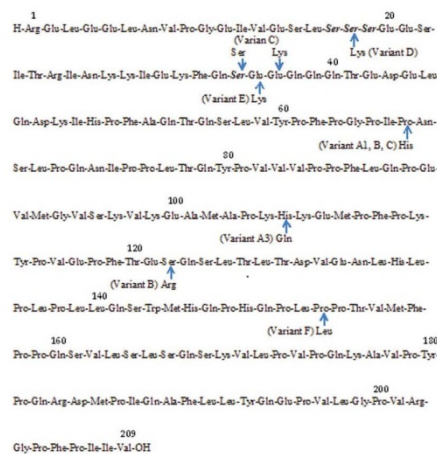 1 20
H-Arg-Glu-Leu-Glu-Glu-Leu-Asn-Val-Pro-Gly-Glu-Ile-Val-Glu-Ser-Leu-Ser-Ser-Ser-Glu-Glu-Ser-
(Varian C)
Ser Lys Lys (Variant D)
40
Ile-Thr-Arg-Ile-Asn-Lys-Lys-Ile-Glu-Lys-Phe-Gln-Ser-Glu-Glu-Gln-Gln-Gln-Thr-Glu-Asp-Glu-Leu
(Variant E) Lys
60
Gln-Asp-Lys-Ile-His-Pro-Phe-Ala-Gln-Thr-Gln-Ser-Leu-Val-Tyr-Pro-Phe-Pro-Gly-Pro-Ile-Pro-Asn-
(Variant A1, B, C) His
80
Ser-Leu-Pro-Gln-Asn-Ile-Pro-Pro-Leu-Thr-Gln-Tyr-Pro-Val-Val-Val-Pro-Pro-Phe-Leu-Gln-Pro-Glu-
100
Val-Met-Gly-Val-Ser-Lys-Val-Lys-Glu-Ala-Met-Ala-Pro-Lys-His-Lys-Glu-Met-Pro-Phe-Pro-Lys-
(Variant A3) Gln
120
Tyr-Pro-Val-Glu-Pro-Phe-Thr-Glu-Ser-Gln-Ser-Leu-Thr-Leu-Thr-Asp-Val-Glu-Asn-Leu-His-Leu-
(Variant B) Arg
140
Pro-Leu-Pro-Leu-Leu-Gln-Ser-Trp-Met-His-Gln-Pro-His-Gln-Pro-Leu-Pro-Pro-Thr-Val-Met-Phe-
(Variant F) Leu
160 180
Pro-Pro-Gln-Ser-Val-Leu-Ser-Leu-Ser-Gln-Ser-Lys-Val-Leu-Pro-Val-Pro-Gln-Lys-Ala-Val-Pro-Tyr-
200
Pro-Gln-Arg-Asp-Met-Pro-Ile-Gln-Ala-Phe-Leu-Leu-Tyr-Gln-Glu-Pro-Val-Leu-Gly-Pro-Val-Arg-
209
Gly-Pro-Phe-Pro-Ile-Ile-Val-OH